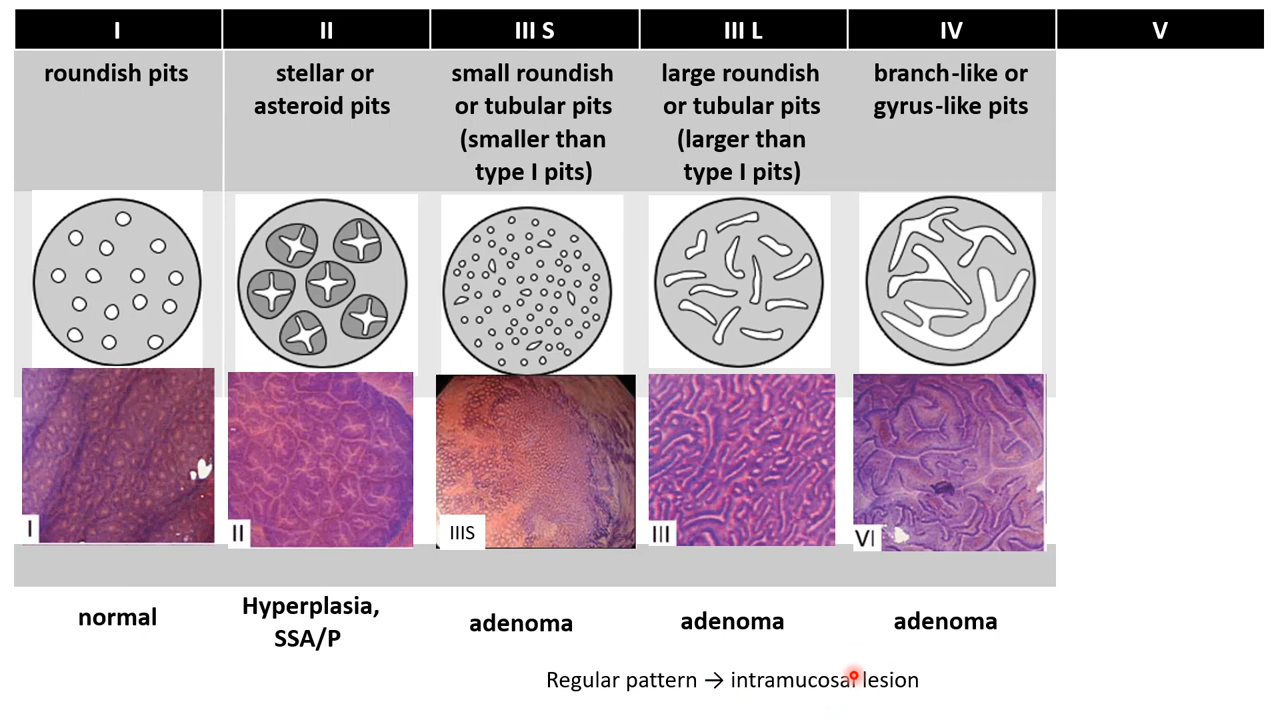 I
II
III S
III L
IV
V
roundish pits
stellar or
asteroid pits
small roundish
or tubular pits
(smaller than
type I pits)
large roundish
or tubular pits
(larger than
type I pits)
branch-like or
gyrus-like pits
I
II
IIIS
III
VI
normal
Hyperplasia,
SSA/P
adenoma
adenoma
adenoma
Regular pattern → intramucosal lesion